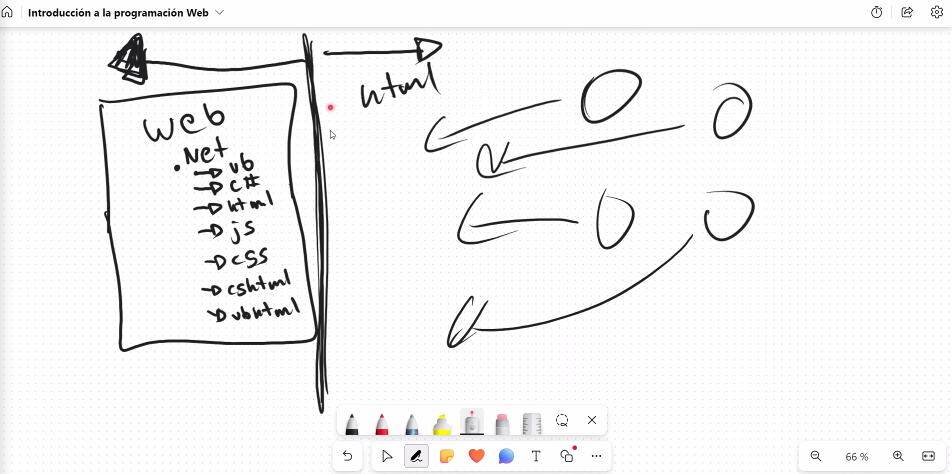 Introducción a la programación Web
html
Web
.Net
vb
c#
html
js
css
cshtml
vbhtml
66 %